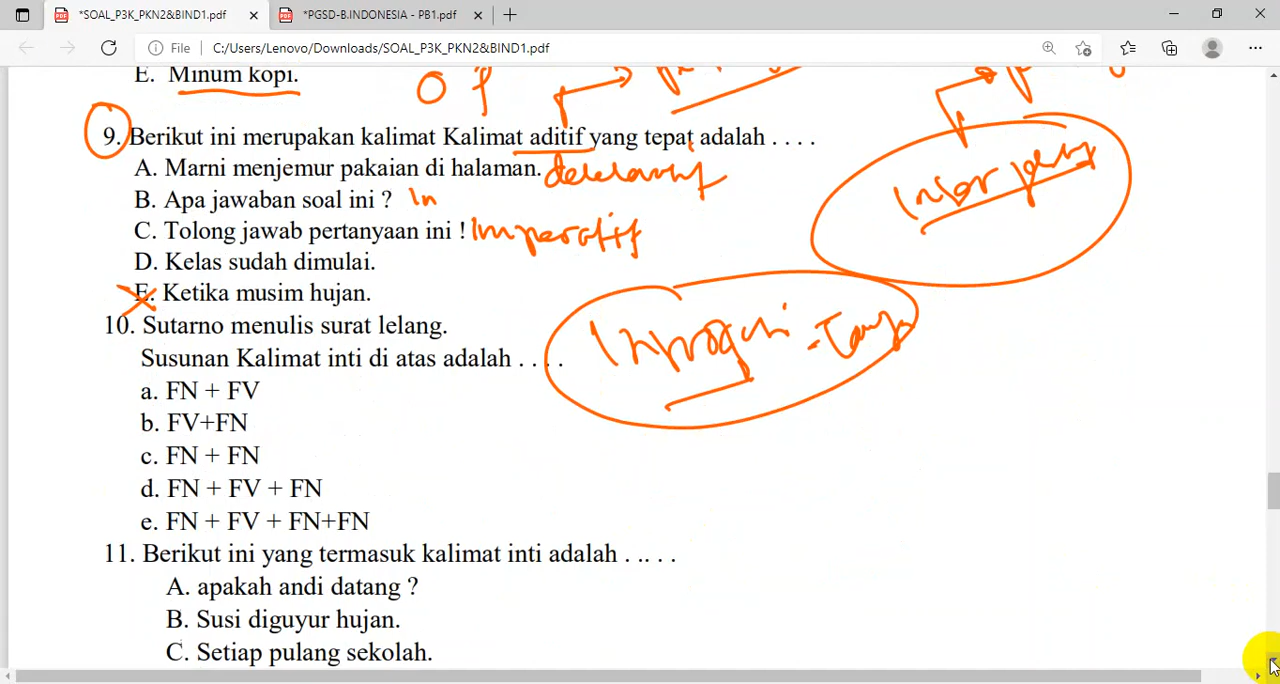 *SOAL_P3K_PKN2&BIND1.pdf
*PGSD-B.INDONESIA - PB1.pdf
File
C:/Users/Lenovo/Downloads/SOAL_P3K_PKN2&BIND1.pdf
E. Minum kopi.
9. Berikut ini merupakan kalimat Kalimat aditif yang tepat adalah . . . .
A. Marni menjemur pakaian di halaman.
B. Apa jawaban soal ini ? In
C. Tolong jawab pertanyaan ini ! Imperatif
D. Kelas sudah dimulai.
E. Ketika musim hujan.
10. Sutarno menulis surat lelang.
Susunan Kalimat inti di atas adalah . . . .
a. FN + FV
b. FV+FN
c. FN + FN
d. FN + FV + FN
e. FN + FV + FN+FN
11. Berikut ini yang termasuk kalimat inti adalah . .. . .
A. apakah andi datang ?
B. Susi diguyur hujan.
C. Setiap pulang sekolah.